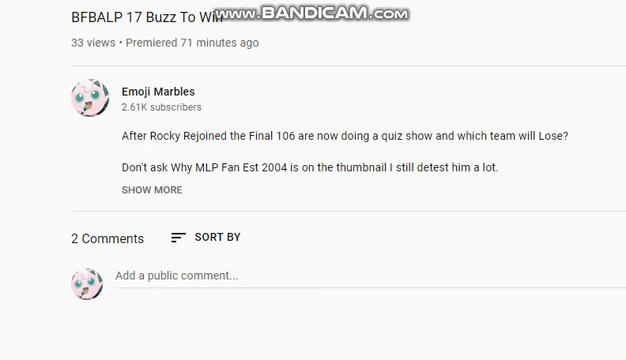 www.BANDICAM.com
BFBALP 17 Buzz To Win
33 views • Premiered 71 minutes ago
Emoji Marbles
2.61K subscribers
After Rocky Rejoined the Final 106 are now doing a quiz show and which team will Lose?
Don't ask Why MLP Fan Est 2004 is on the thumbnail I still detest him a lot.
SHOW MORE
2 Comments SORT BY
Add a public comment...